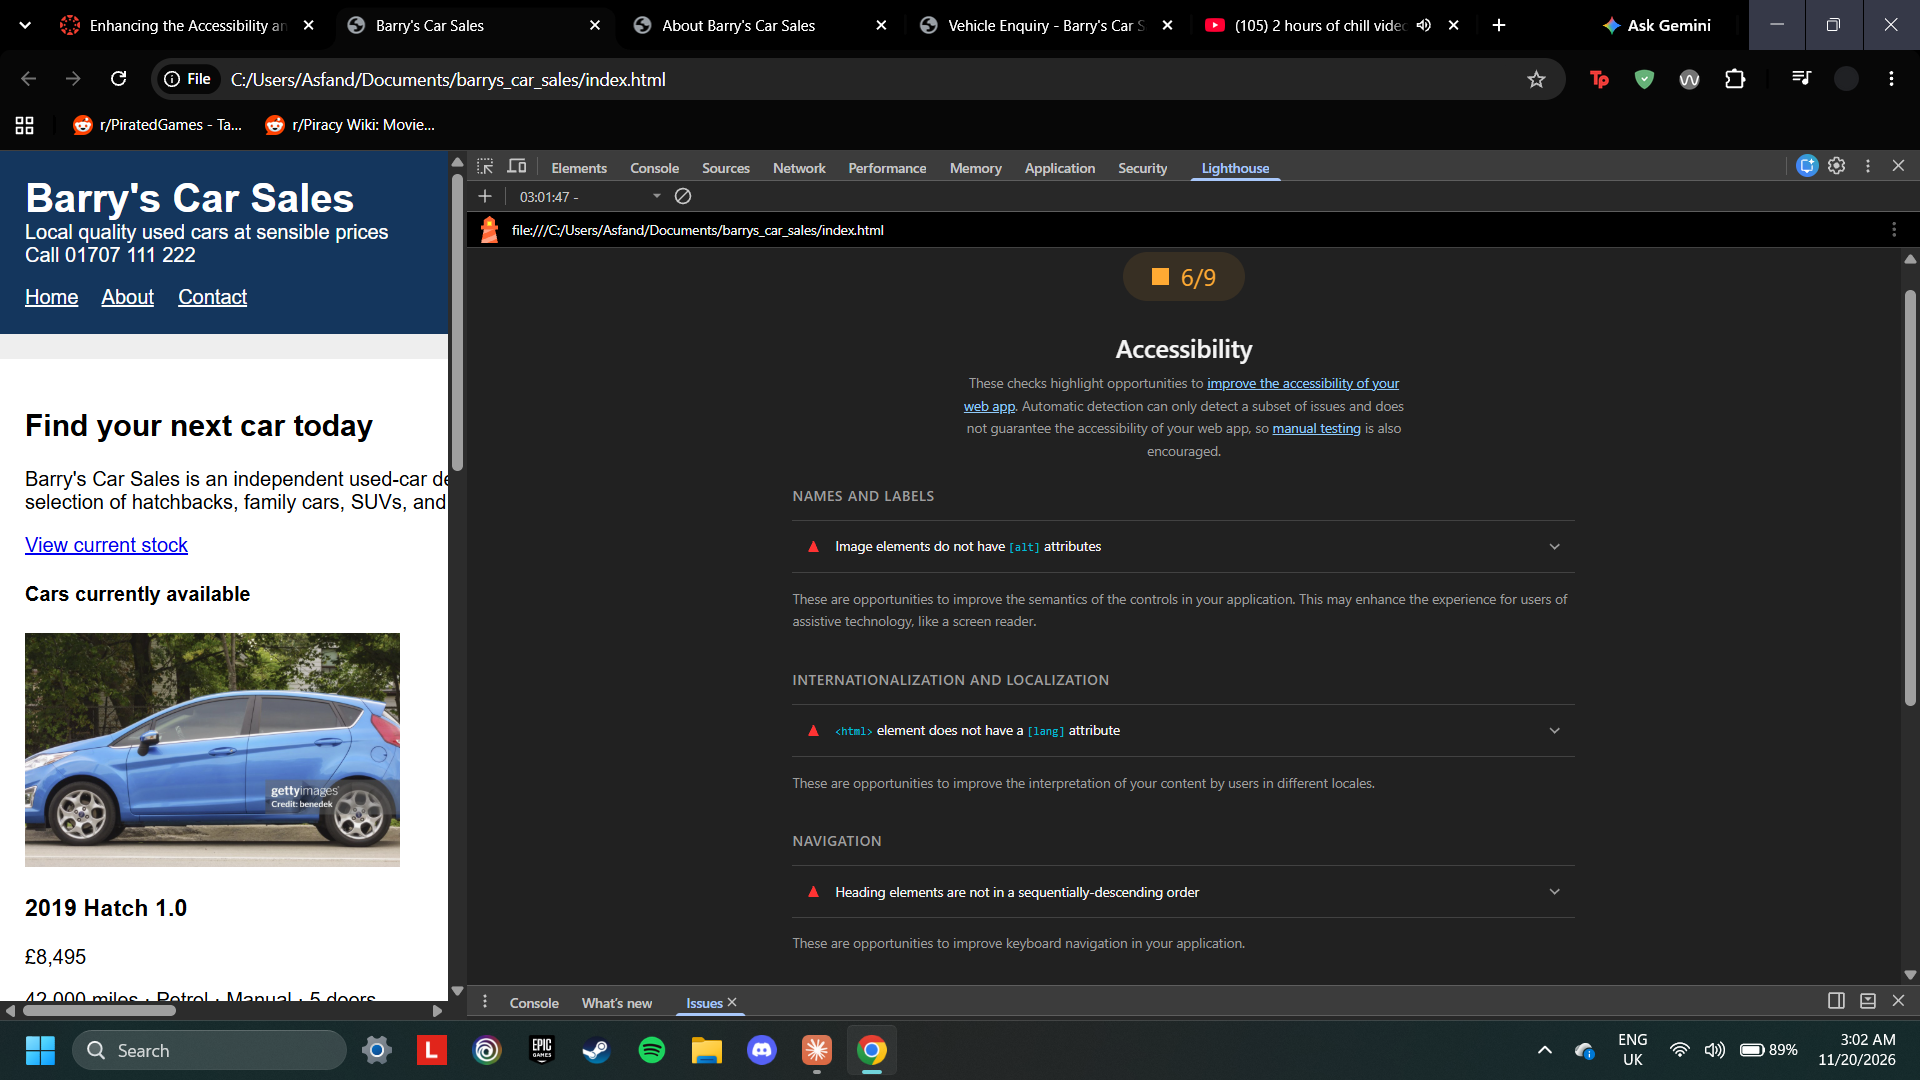 Enhancing the Accessibility an
Barry's Car Sales
About Barry's Car Sales
Vehicle Enquiry - Barry's Car S
(105) 2 hours of chill videc
Ask Gemini
File
C:/Users/Asfand/Documents/barrys_car_sales/index.html
Tp
r/PiratedGames - Ta...
r/Piracy Wiki: Movie...
Barry's Car Sales
Local quality used cars at sensible prices
Call 01707 111 222
Home About Contact
Find your next car today
Barry's Car Sales is an independent used-car de
selection of hatchbacks, family cars, SUVs, and
View current stock
Cars currently available
gettyimages
Credit: benedek
2019 Hatch 1.0
£8,495
42,000 miles · Petrol · Manual · 5 doors
Elements Console Sources Network Performance Memory Application Security Lighthouse
03:01:47 -
file:///C:/Users/Asfand/Documents/barrys_car_sales/index.html
6/9
Accessibility
These checks highlight opportunities to improve the accessibility of your
web app. Automatic detection can only detect a subset of issues and does
not guarantee the accessibility of your web app, so manual testing is also
encouraged.
NAMES AND LABELS
Image elements do not have [alt] attributes
These are opportunities to improve the semantics of the controls in your application. This may enhance the experience for users of
assistive technology, like a screen reader.
INTERNATIONALIZATION AND LOCALIZATION
<html> element does not have a [lang] attribute
These are opportunities to improve the interpretation of your content by users in different locales.
NAVIGATION
Heading elements are not in a sequentially-descending order
These are opportunities to improve keyboard navigation in your application.
Console What's new Issues
Search
L
EPIC
GAMES
ENG
UK
89%
3:02 AM
11/20/2026